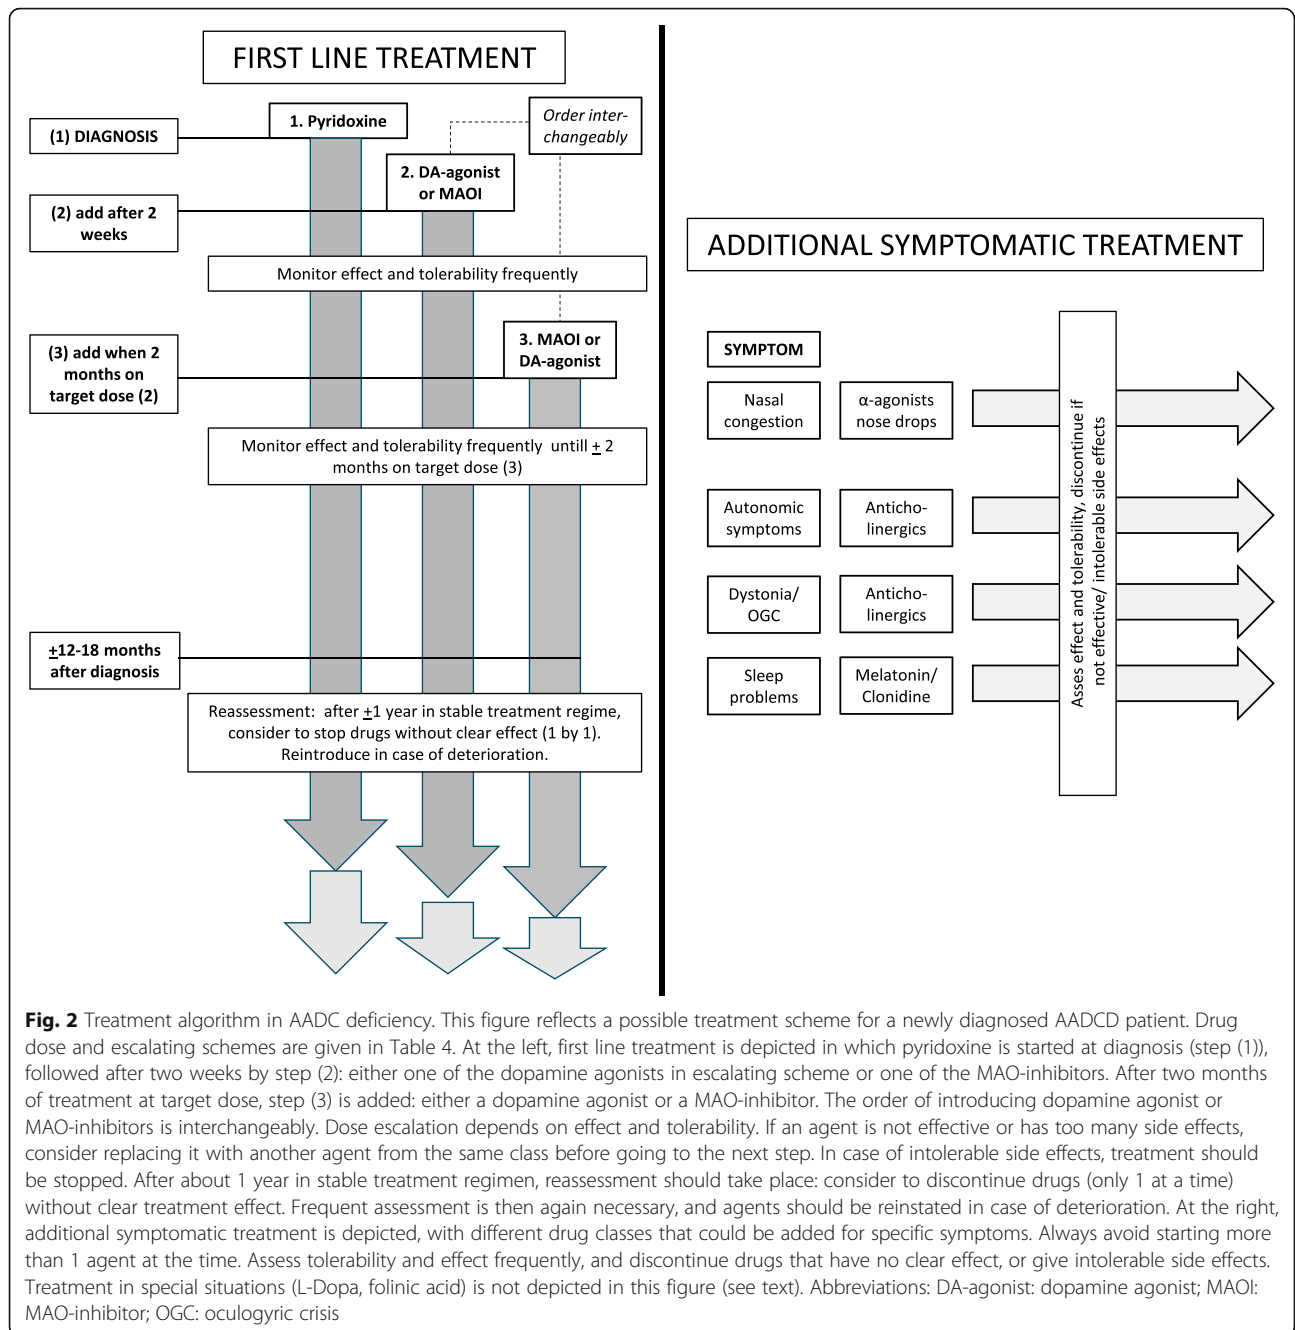 FIRST LINE TREATMENT
(1) DIAGNOSIS
1. Pyridoxine
Order inter-
changeably
2. DA-agonist
or MAOI
(2) add after 2
weeks
Monitor effect and tolerability frequently
3. MAOI or
DA-agonist
(3) add when 2
months on
target dose (2)
Monitor effect and tolerability frequently untill ± 2
months on target dose (3)
±12-18 months
after diagnosis
Reassessment: after ±1 year in stable treatment regime,
consider to stop drugs without clear effect (1 by 1).
Reintroduce in case of deterioration.
ADDITIONAL SYMPTOMATIC TREATMENT
SYMPTOM
Nasal
congestion
α-agonists
nose drops
Autonomic
symptoms
Anticho-
linergics
Dystonia/
OGC
Anticho-
linergics
Sleep
problems
Melatonin/
Clonidine
Asses effect and tolerability, discontinue if
not effective/ intolerable side effects
Fig. 2 Treatment algorithm in AADC deficiency. This figure reflects a possible treatment scheme for a newly diagnosed AADCD patient. Drug
dose and escalating schemes are given in Table 4. At the left, first line treatment is depicted in which pyridoxine is started at diagnosis (step (1)),
followed after two weeks by step (2): either one of the dopamine agonists in escalating scheme or one of the MAO-inhibitors. After two months
of treatment at target dose, step (3) is added: either a dopamine agonist or a MAO-inhibitor. The order of introducing dopamine agonist or
MAO-inhibitors is interchangeably. Dose escalation depends on effect and tolerability. If an agent is not effective or has too many side effects,
consider replacing it with another agent from the same class before going to the next step. In case of intolerable side effects, treatment should
be stopped. After about 1 year in stable treatment regimen, reassessment should take place: consider to discontinue drugs (only 1 at a time)
without clear treatment effect. Frequent assessment is then again necessary, and agents should be reinstated in case of deterioration. At the right,
additional symptomatic treatment is depicted, with different drug classes that could be added for specific symptoms. Always avoid starting more
than 1 agent at the time. Assess tolerability and effect frequently, and discontinue drugs that have no clear effect, or give intolerable side effects.
Treatment in special situations (L-Dopa, folinic acid) is not depicted in this figure (see text). Abbreviations: DA-agonist: dopamine agonist; MAOI:
MAO-inhibitor; OGC: oculogyric crisis